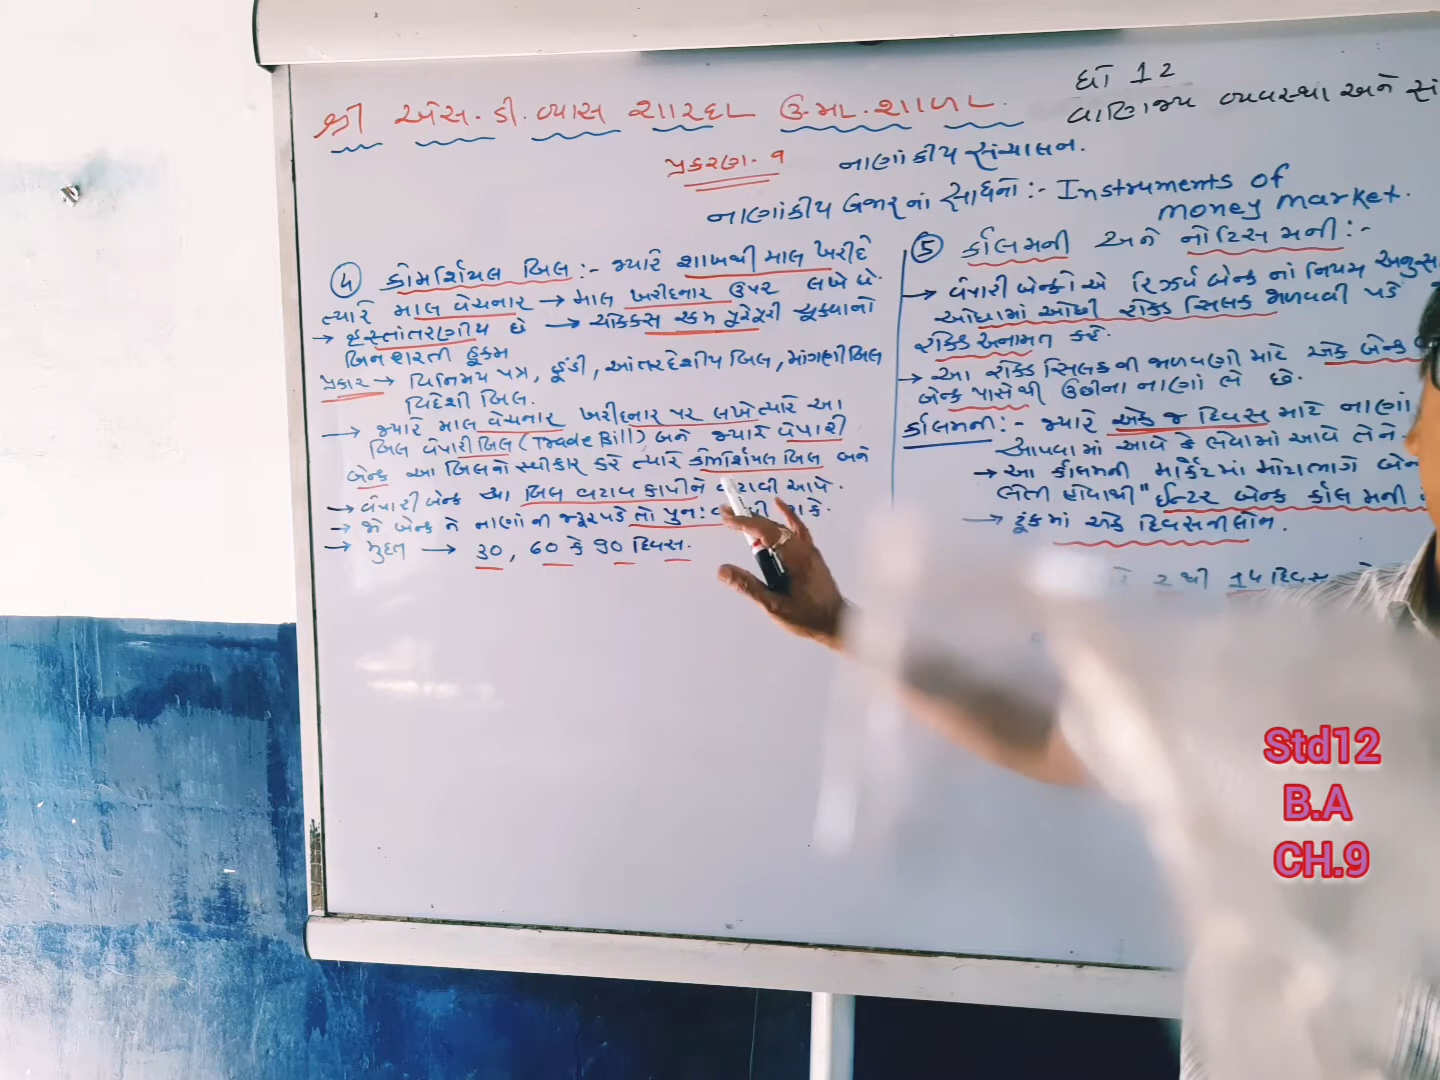 શ્રી એસ. ડી. વ્યાસ શારદા ઉ.મા. શાળા.
ધો 12
વાણિજ્ય વ્યવસ્થા અને સં
પ્રકરણ. ૧
નાણાંકીય સંચાલન.
નાણાંકીય બજારનાં સાધનો :- Instruments of
money market.
④ કોમર્શિયલ બિલ :- જ્યારે શાખથી માલ ખરીદે
ત્યારે માલ વેચનાર → માલ ખરીદનાર ઉપર લખે છે.
→ હસ્તાંતરણીય છે → ચોક્કસ રકમ પૂરેપૂરી ચૂકવાનો
બિનશરતી હૂકમ
પ્રકાર → વિનિમય પત્ર, હૂંડી, આંતરદેશીય બિલ, માંગણી બિલ
વિદેશી બિલ.
→ જ્યારે માલ વેચનાર ખરીદનાર પર લખે ત્યારે આ
બિલ વેપારી બિલ (Trade Bill) બને જ્યારે વેપારી
બેન્ક આ બિલનો સ્વીકાર કરે ત્યારે કોમર્શિયલ બિલ બને
→ વેપારી બેન્ક આ બિલ વટાવ કાપીને વટાવી આપે.
→ જો બેન્ક ને નાણાં ની જરૂર પડે તો પુન: કે.
→ મુદત → 30, 60 કે 90 દિવસ.
⑤ કૉલમની અને નોટિસ મની :-
→ વેપારી બેન્કોએ રિઝર્વ બેન્ક નાં નિયમ અનુસા
ઓછામાં ઓછી રોકડ સિલક જાળવવી પડે
રોકડ અનામત કહે.
→ આ રોકડ સિલકની જાળવણી માટે એક બેન્ક
બેન્ક પાસેથી ઉછીના નાણાં લે છે.
કૉલમની :- જ્યારે એક જ દિવસ માટે નાણાં
આપવામાં આવે કે લેવામાં આવે તેને
→ આ કૉલમની માર્કેટમાં મોટાભાગે બેન્
લેતી હોવાથી "ઈન્ટર બેન્ક કૉલ મની
→ ટૂંકમાં એક દિવસની લોન.
2 થી 14 દિવસ
Std12
B.A
CH.9